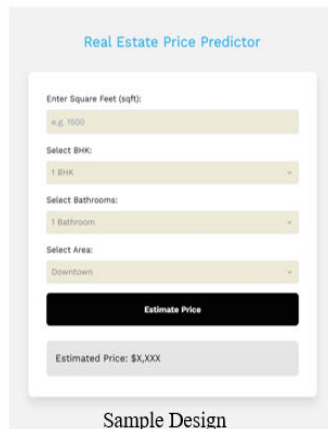 Real Estate Price Predictor
Enter Square Feet (sqft):
e.g. 1500
Select BHK:
1 BHK
Select Bathrooms:
1 Bathroom
Select Area:
Downtown
Estimate Price
Estimated Price: $X,XXX
Sample Design